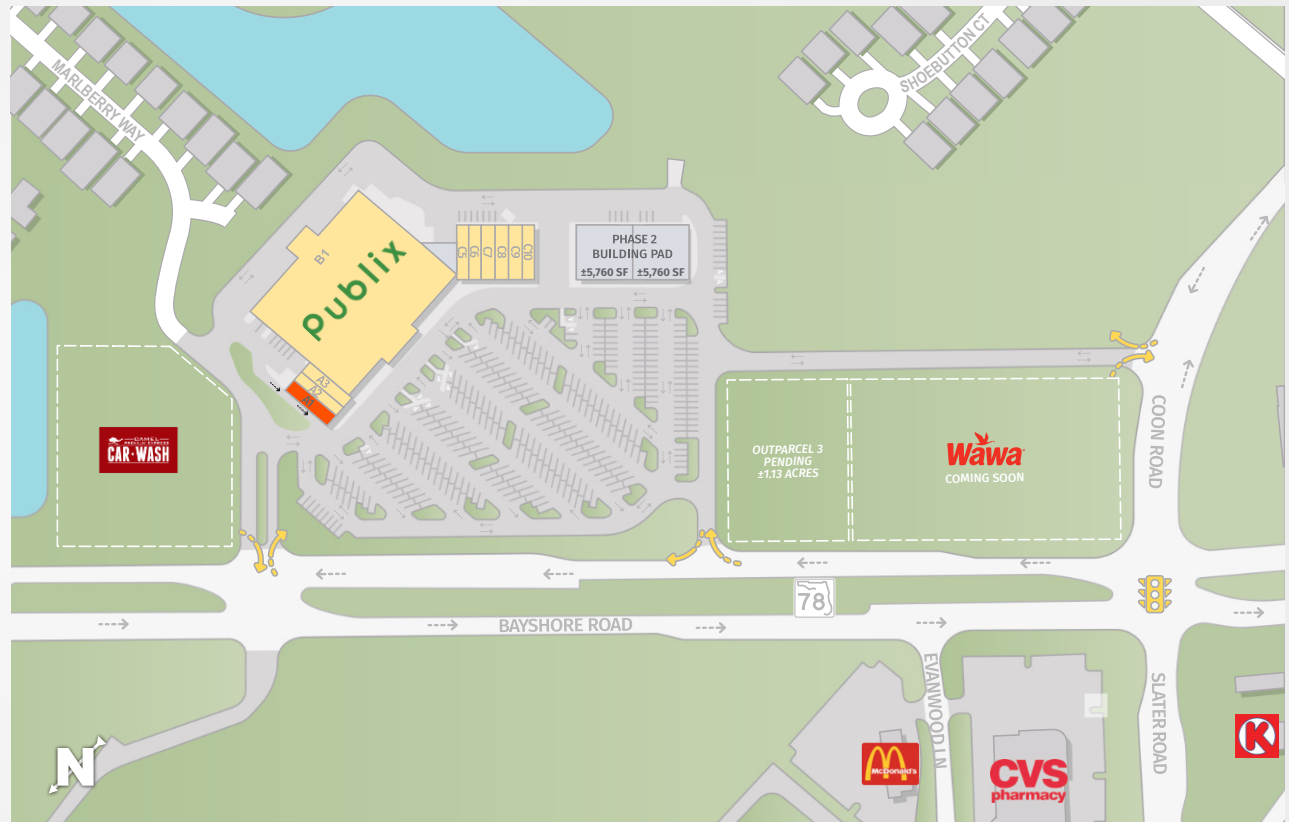 MARLBERRY WAY
SHOEBUTTON CT
B1
publix
C5
C6
C7
C8
C9
C10
PHASE 2
BUILDING PAD
±5,760 SF
±5,760 SF
A3
A2
A1
CAMEL
PREMIUM EXPRESS
CAR•WASH
OUTPARCEL 3
PENDING
±1.13 ACRES
Wawa
COMING SOON
COON ROAD
78
BAYSHORE ROAD
EVANWOOD LN
SLATER ROAD
N
McDonald's
CVS
pharmacy
K